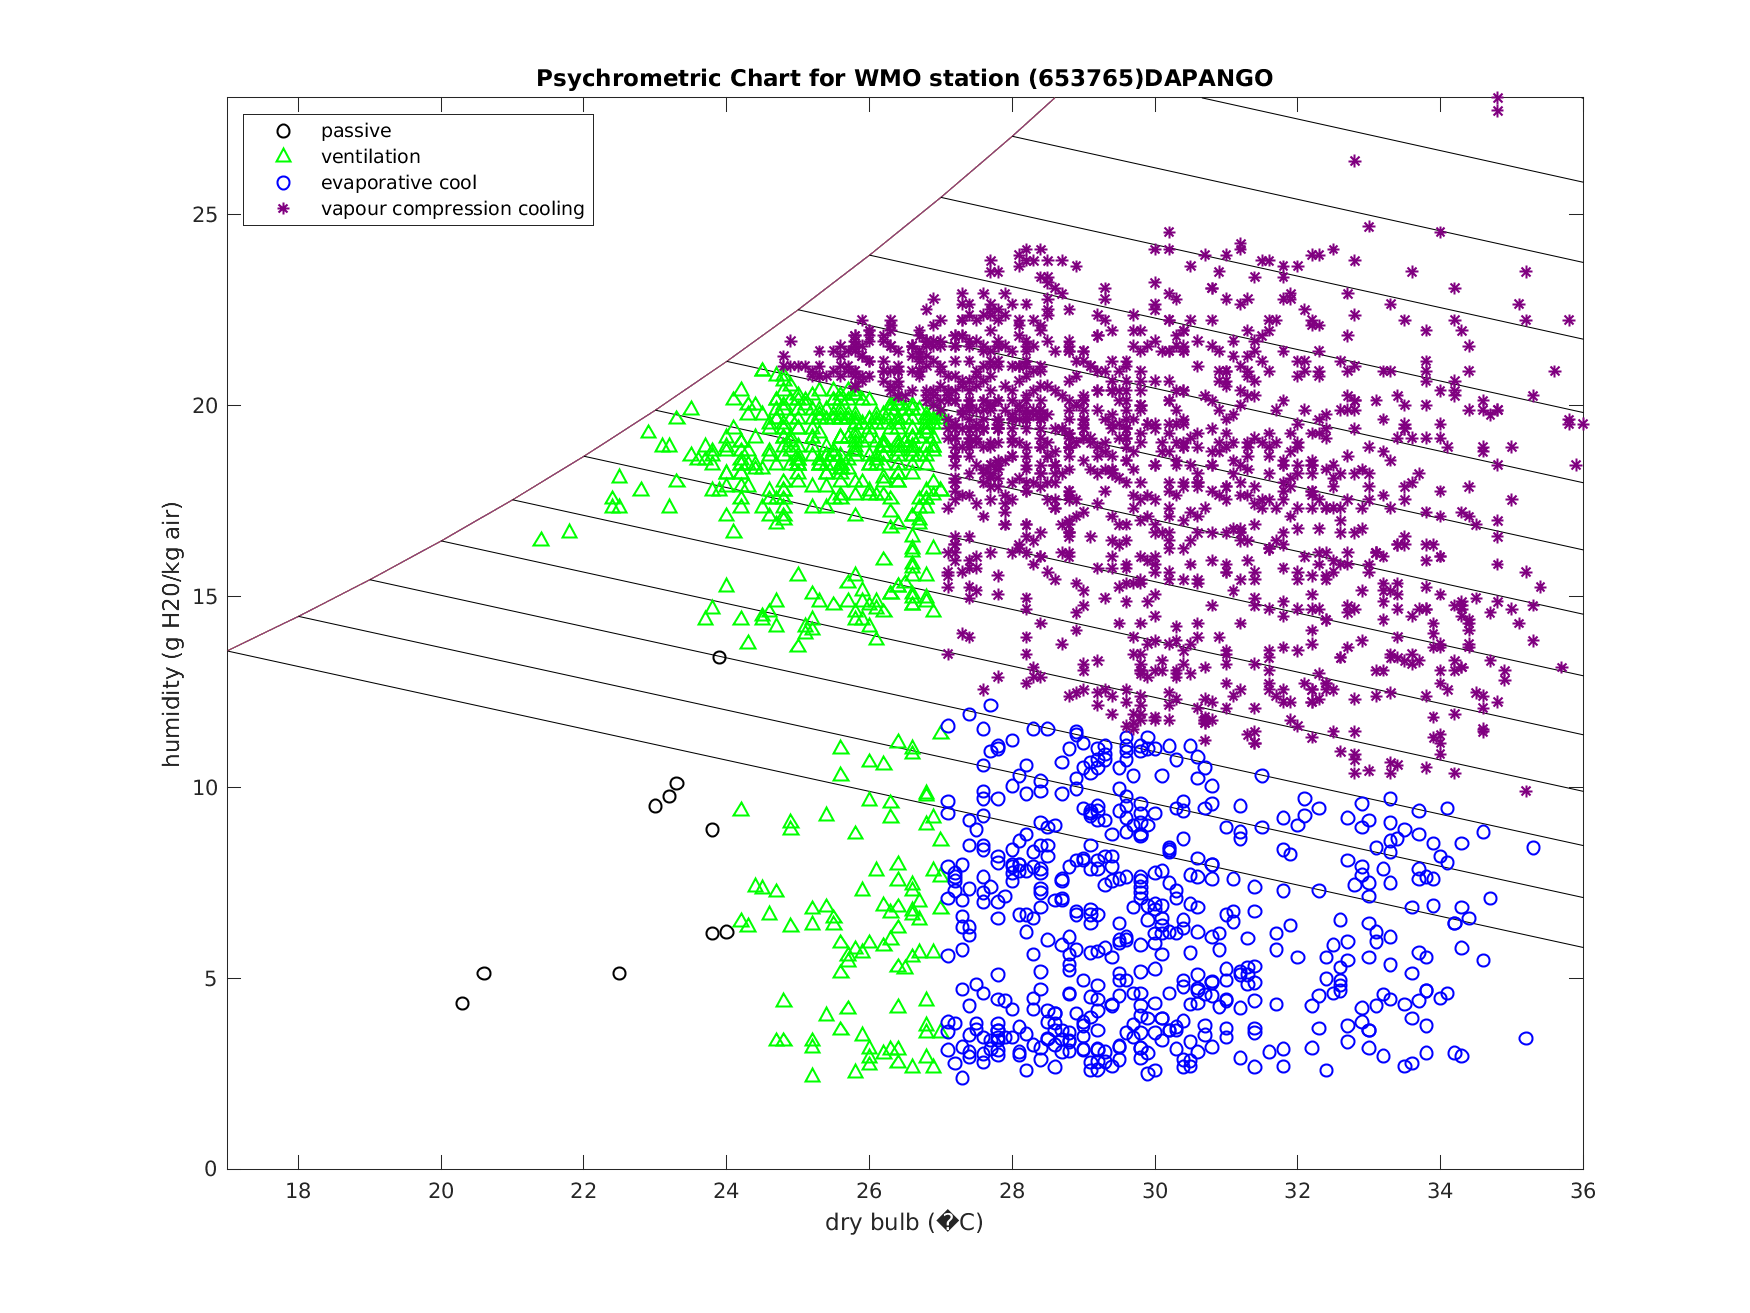 Psychrometric Chart for WMO station (653765)DAPANGO
passive
ventilation
evaporative cool
vapour compression cooling
humidity (g H20/kg air)
25
20
15
10
5
0
18 20 22 24 26 28 30 32 34 36
dry bulb (�C)